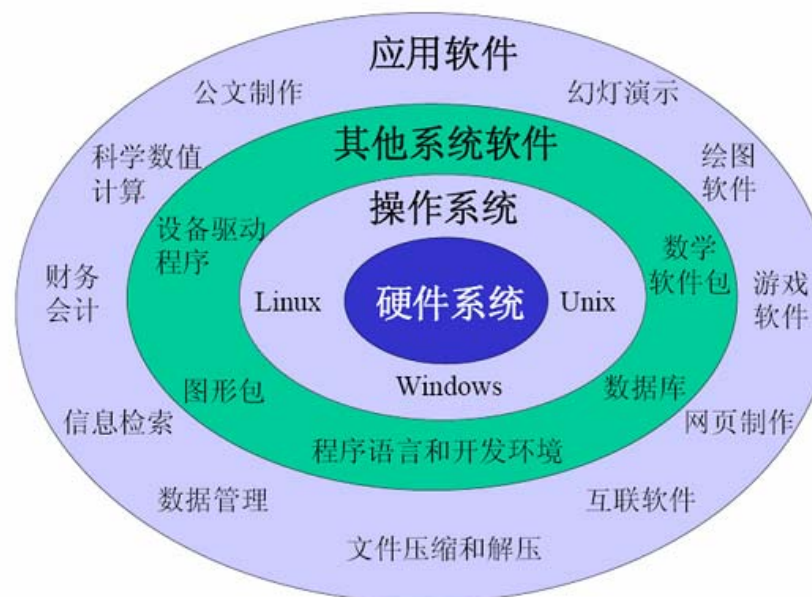 应用软件
公文制作
幻灯演示
其他系统软件
科学数值
计算
绘图
软件
操作系统
设备驱动
程序
数学
软件包
财务
会计
Linux
硬件系统
Unix
游戏
软件
Windows
图形包
数据库
信息检索
网页制作
程序语言和开发环境
数据管理
互联软件
文件压缩和解压